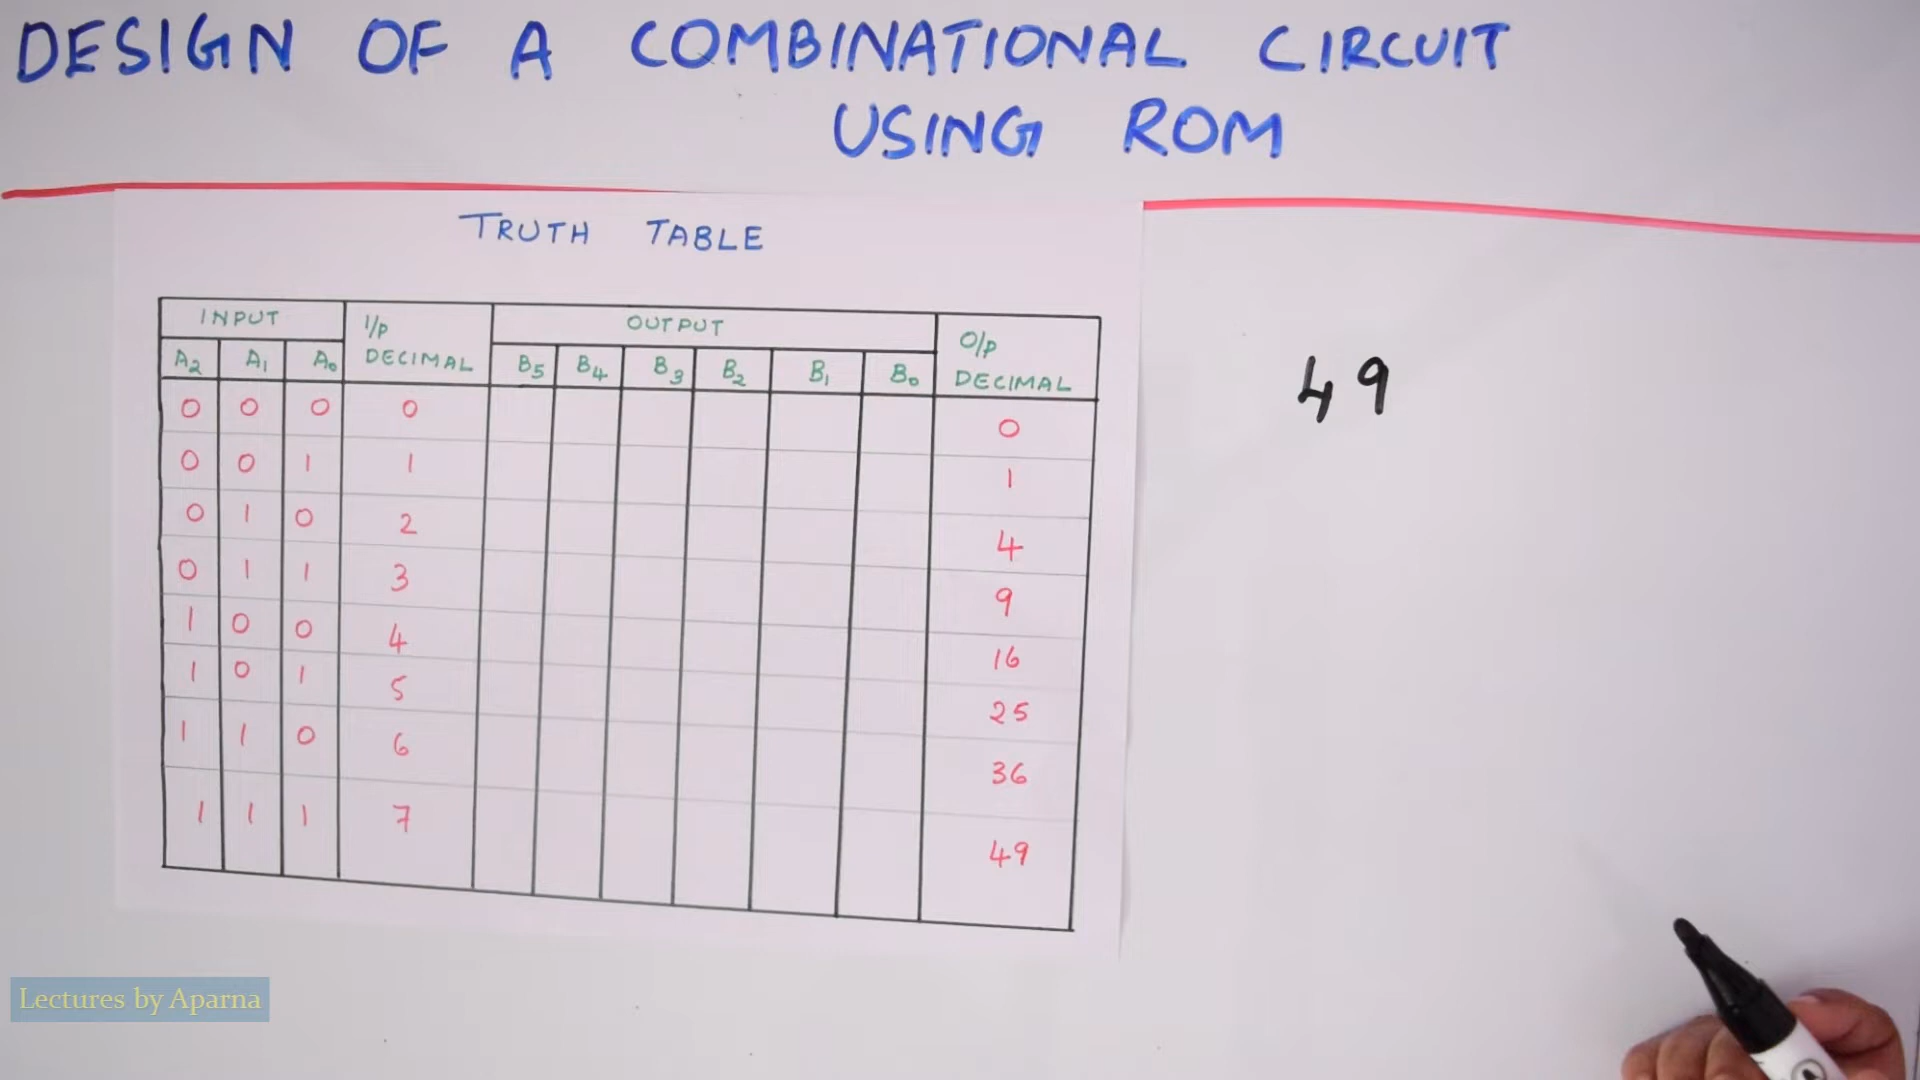 DESIGN OF A COMBINATIONAL CIRCUIT
USING ROM
TRUTH TABLE
INPUT I/P DECIMAL OUTPUT O/P DECIMAL
A2 A1 A0 B5 B4 B3 B2 B1 B0
0 0 0 0 0
0 0 1 1 1
0 1 0 2 4
0 1 1 3 9
1 0 0 4 16
1 0 1 5 25
1 1 0 6 36
1 1 1 7 49
49
Lectures by Aparna